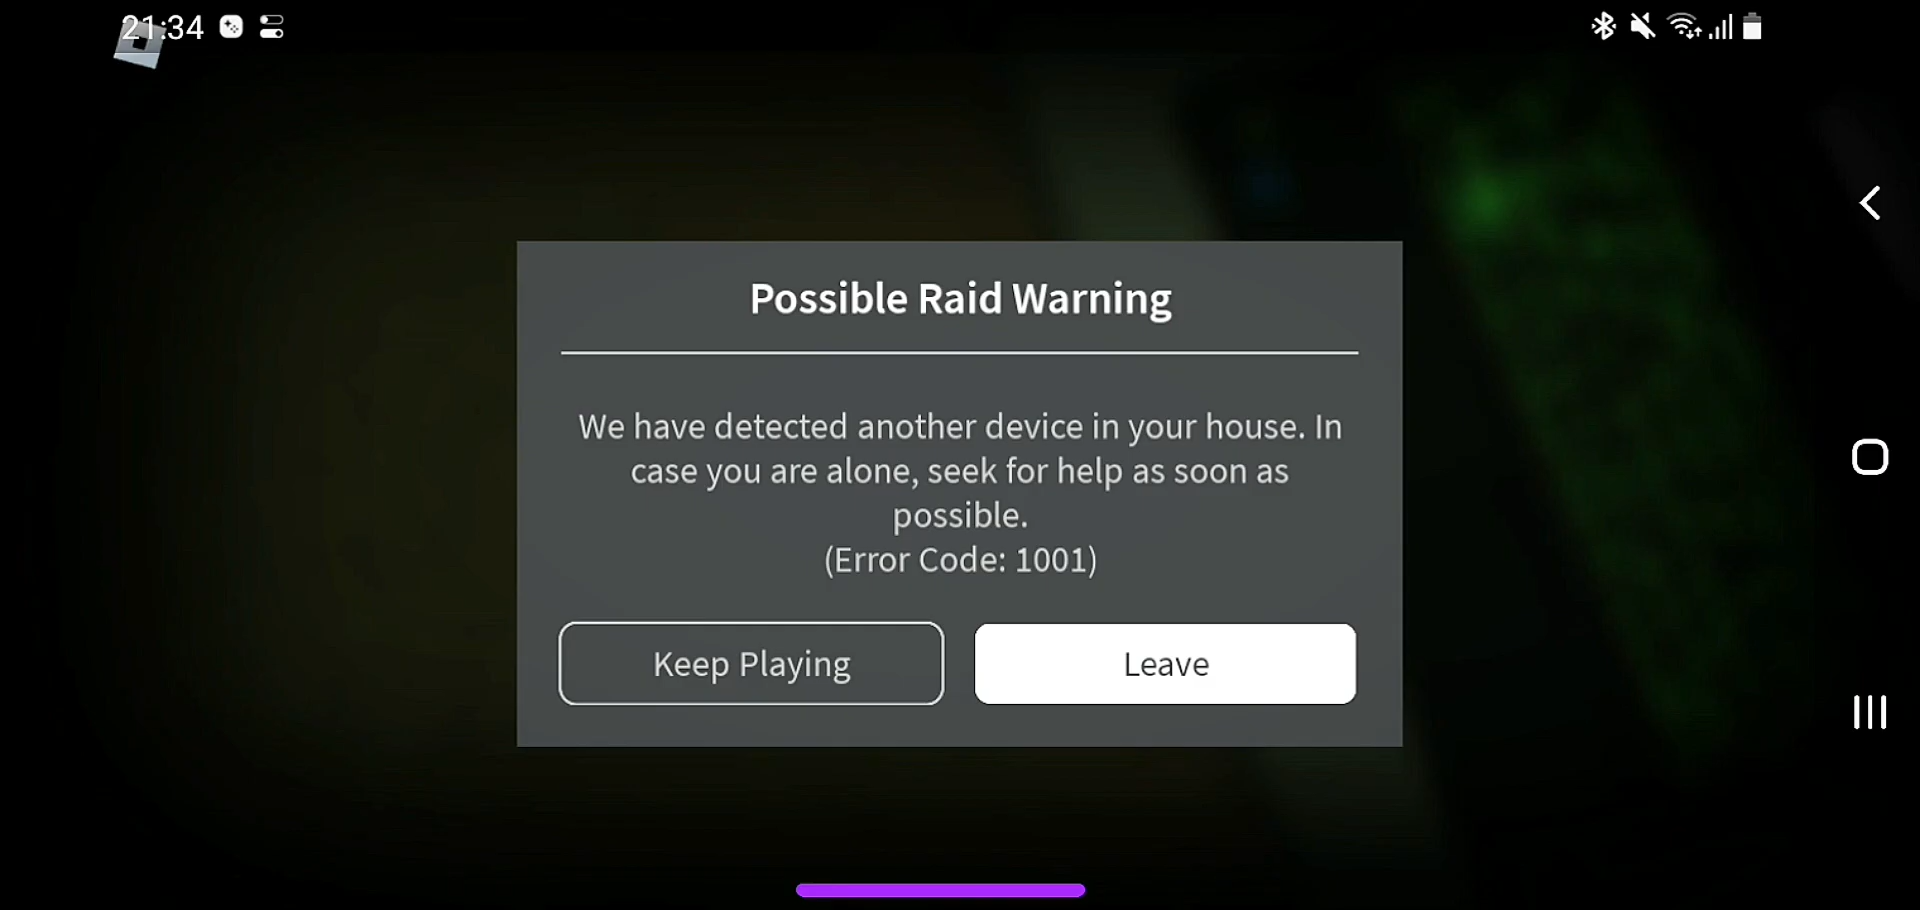 21:34
Possible Raid Warning
We have detected another device in your house. In
case you are alone, seek for help as soon as
possible.
(Error Code: 1001)
Keep Playing
Leave